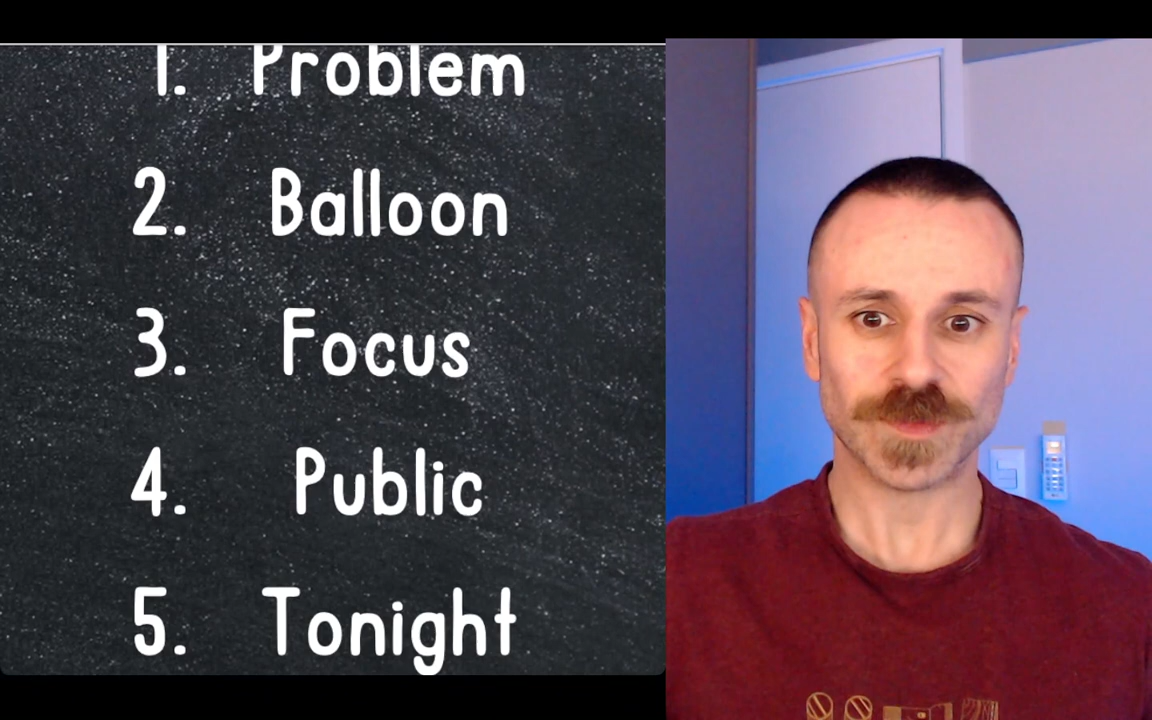 1. Problem
2. Balloon
3. Focus
4. Public
5. Tonight